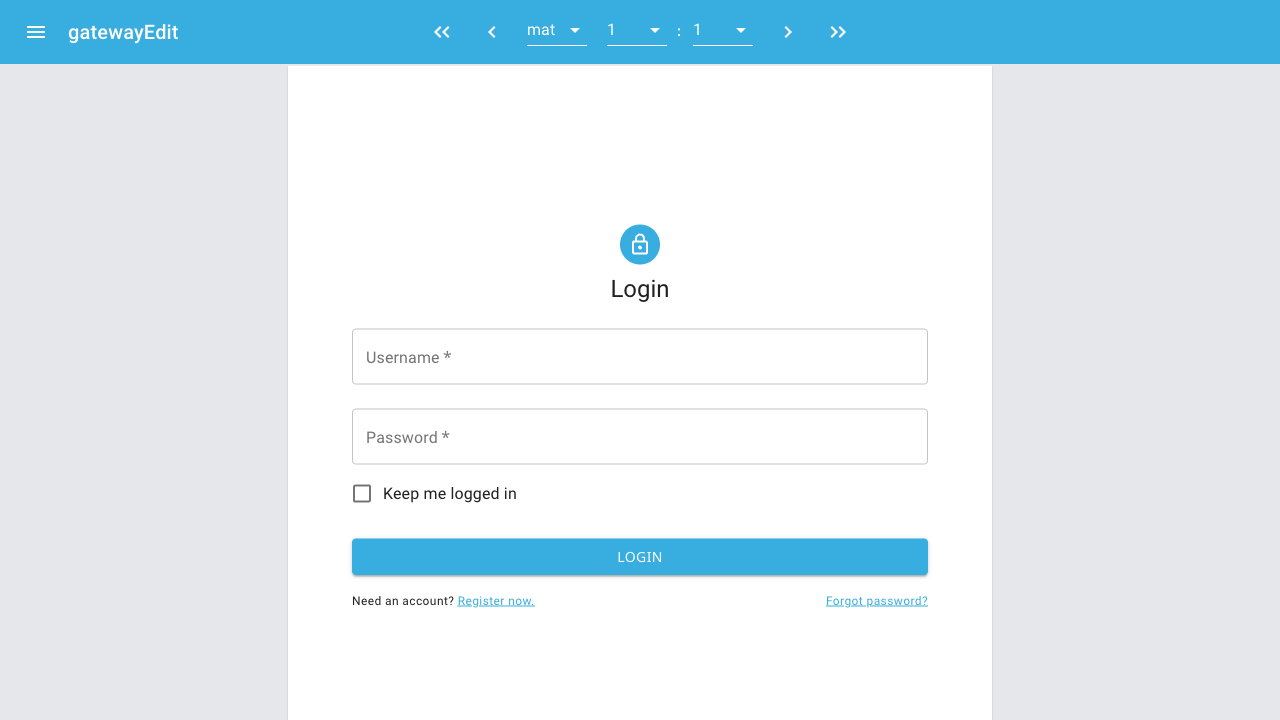 gatewayEdit
mat 1 : 1
Login
Username *
Password *
Keep me logged in
LOGIN
Need an account? Register now. Forgot password?